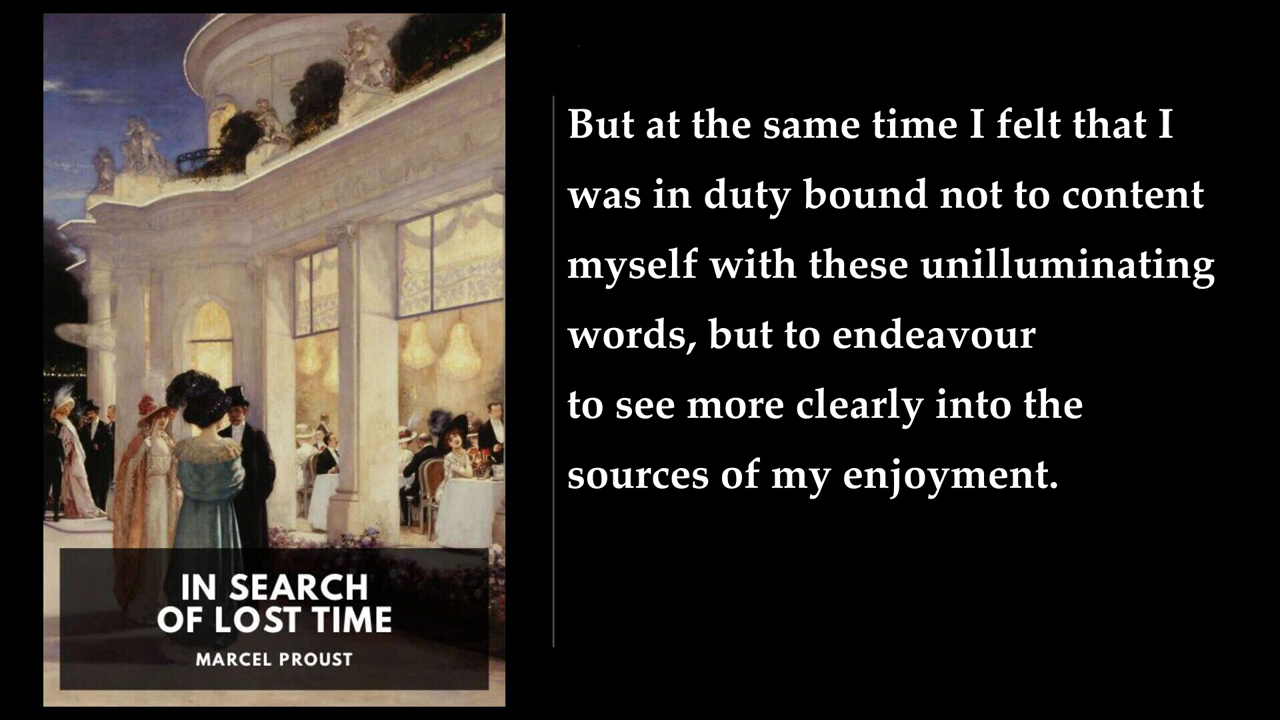 IN SEARCH
OF LOST TIME
MARCEL PROUST
But at the same time I felt that I
was in duty bound not to content
myself with these unilluminating
words, but to endeavour
to see more clearly into the
sources of my enjoyment.